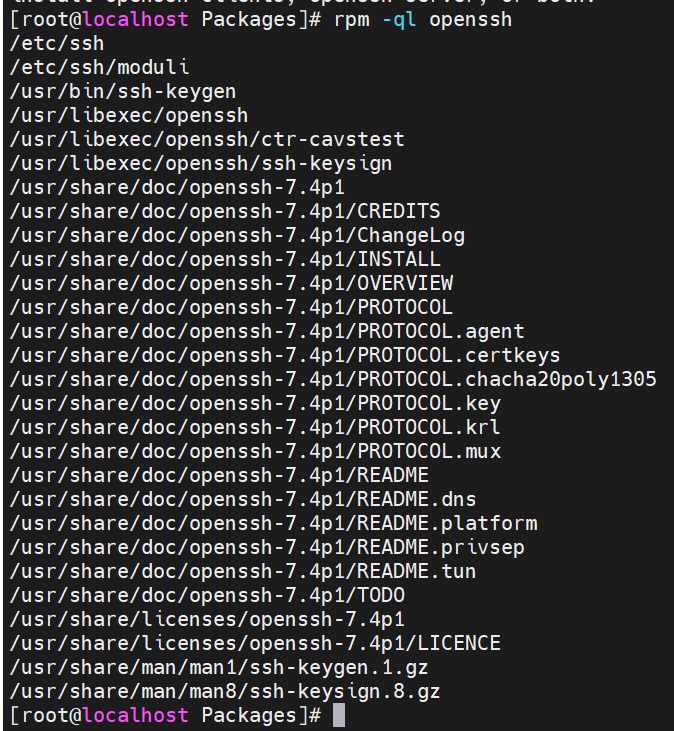 install openssh-clients, openssh-server, or both.
[root@localhost Packages]# rpm -ql openssh
/etc/ssh
/etc/ssh/moduli
/usr/bin/ssh-keygen
/usr/libexec/openssh
/usr/libexec/openssh/ctr-cavstest
/usr/libexec/openssh/ssh-keysign
/usr/share/doc/openssh-7.4p1
/usr/share/doc/openssh-7.4p1/CREDITS
/usr/share/doc/openssh-7.4p1/ChangeLog
/usr/share/doc/openssh-7.4p1/INSTALL
/usr/share/doc/openssh-7.4p1/OVERVIEW
/usr/share/doc/openssh-7.4p1/PROTOCOL
/usr/share/doc/openssh-7.4p1/PROTOCOL.agent
/usr/share/doc/openssh-7.4p1/PROTOCOL.certkeys
/usr/share/doc/openssh-7.4p1/PROTOCOL.chacha20poly1305
/usr/share/doc/openssh-7.4p1/PROTOCOL.key
/usr/share/doc/openssh-7.4p1/PROTOCOL.krl
/usr/share/doc/openssh-7.4p1/PROTOCOL.mux
/usr/share/doc/openssh-7.4p1/README
/usr/share/doc/openssh-7.4p1/README.dns
/usr/share/doc/openssh-7.4p1/README.platform
/usr/share/doc/openssh-7.4p1/README.privsep
/usr/share/doc/openssh-7.4p1/README.tun
/usr/share/doc/openssh-7.4p1/TODO
/usr/share/licenses/openssh-7.4p1
/usr/share/licenses/openssh-7.4p1/LICENCE
/usr/share/man/man1/ssh-keygen.1.gz
/usr/share/man/man8/ssh-keysign.8.gz
[root@localhost Packages]#